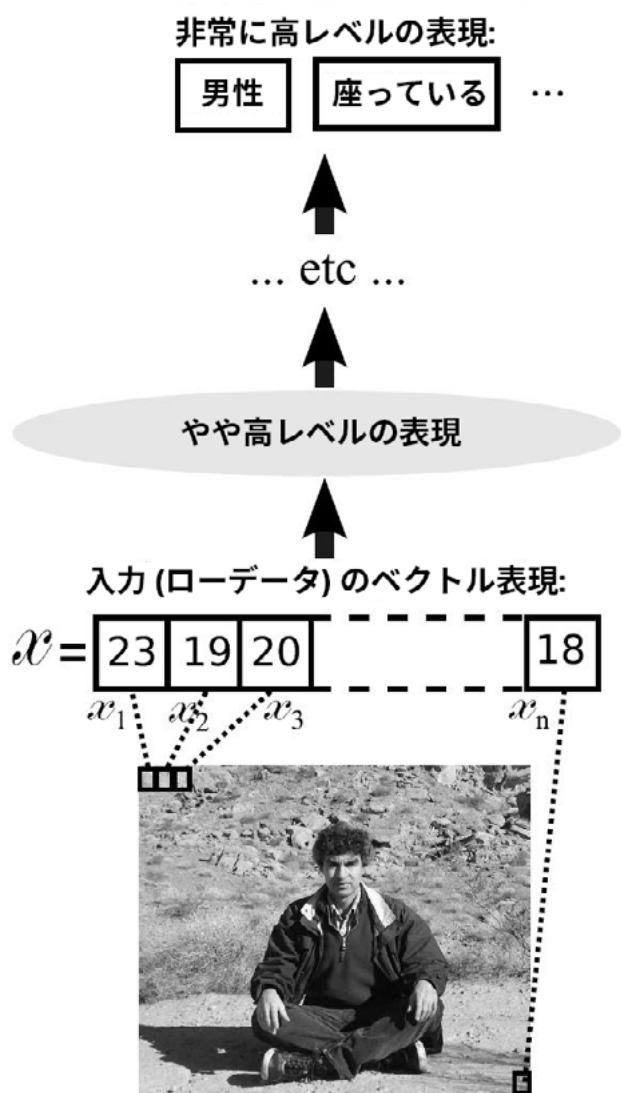 非常に高レベルの表現:
男性 座っている ...
... etc ...
やや高レベルの表現
入力 (ローデータ) のベクトル表現:
x = 23 19 20 18
x1 x2 x3 xn